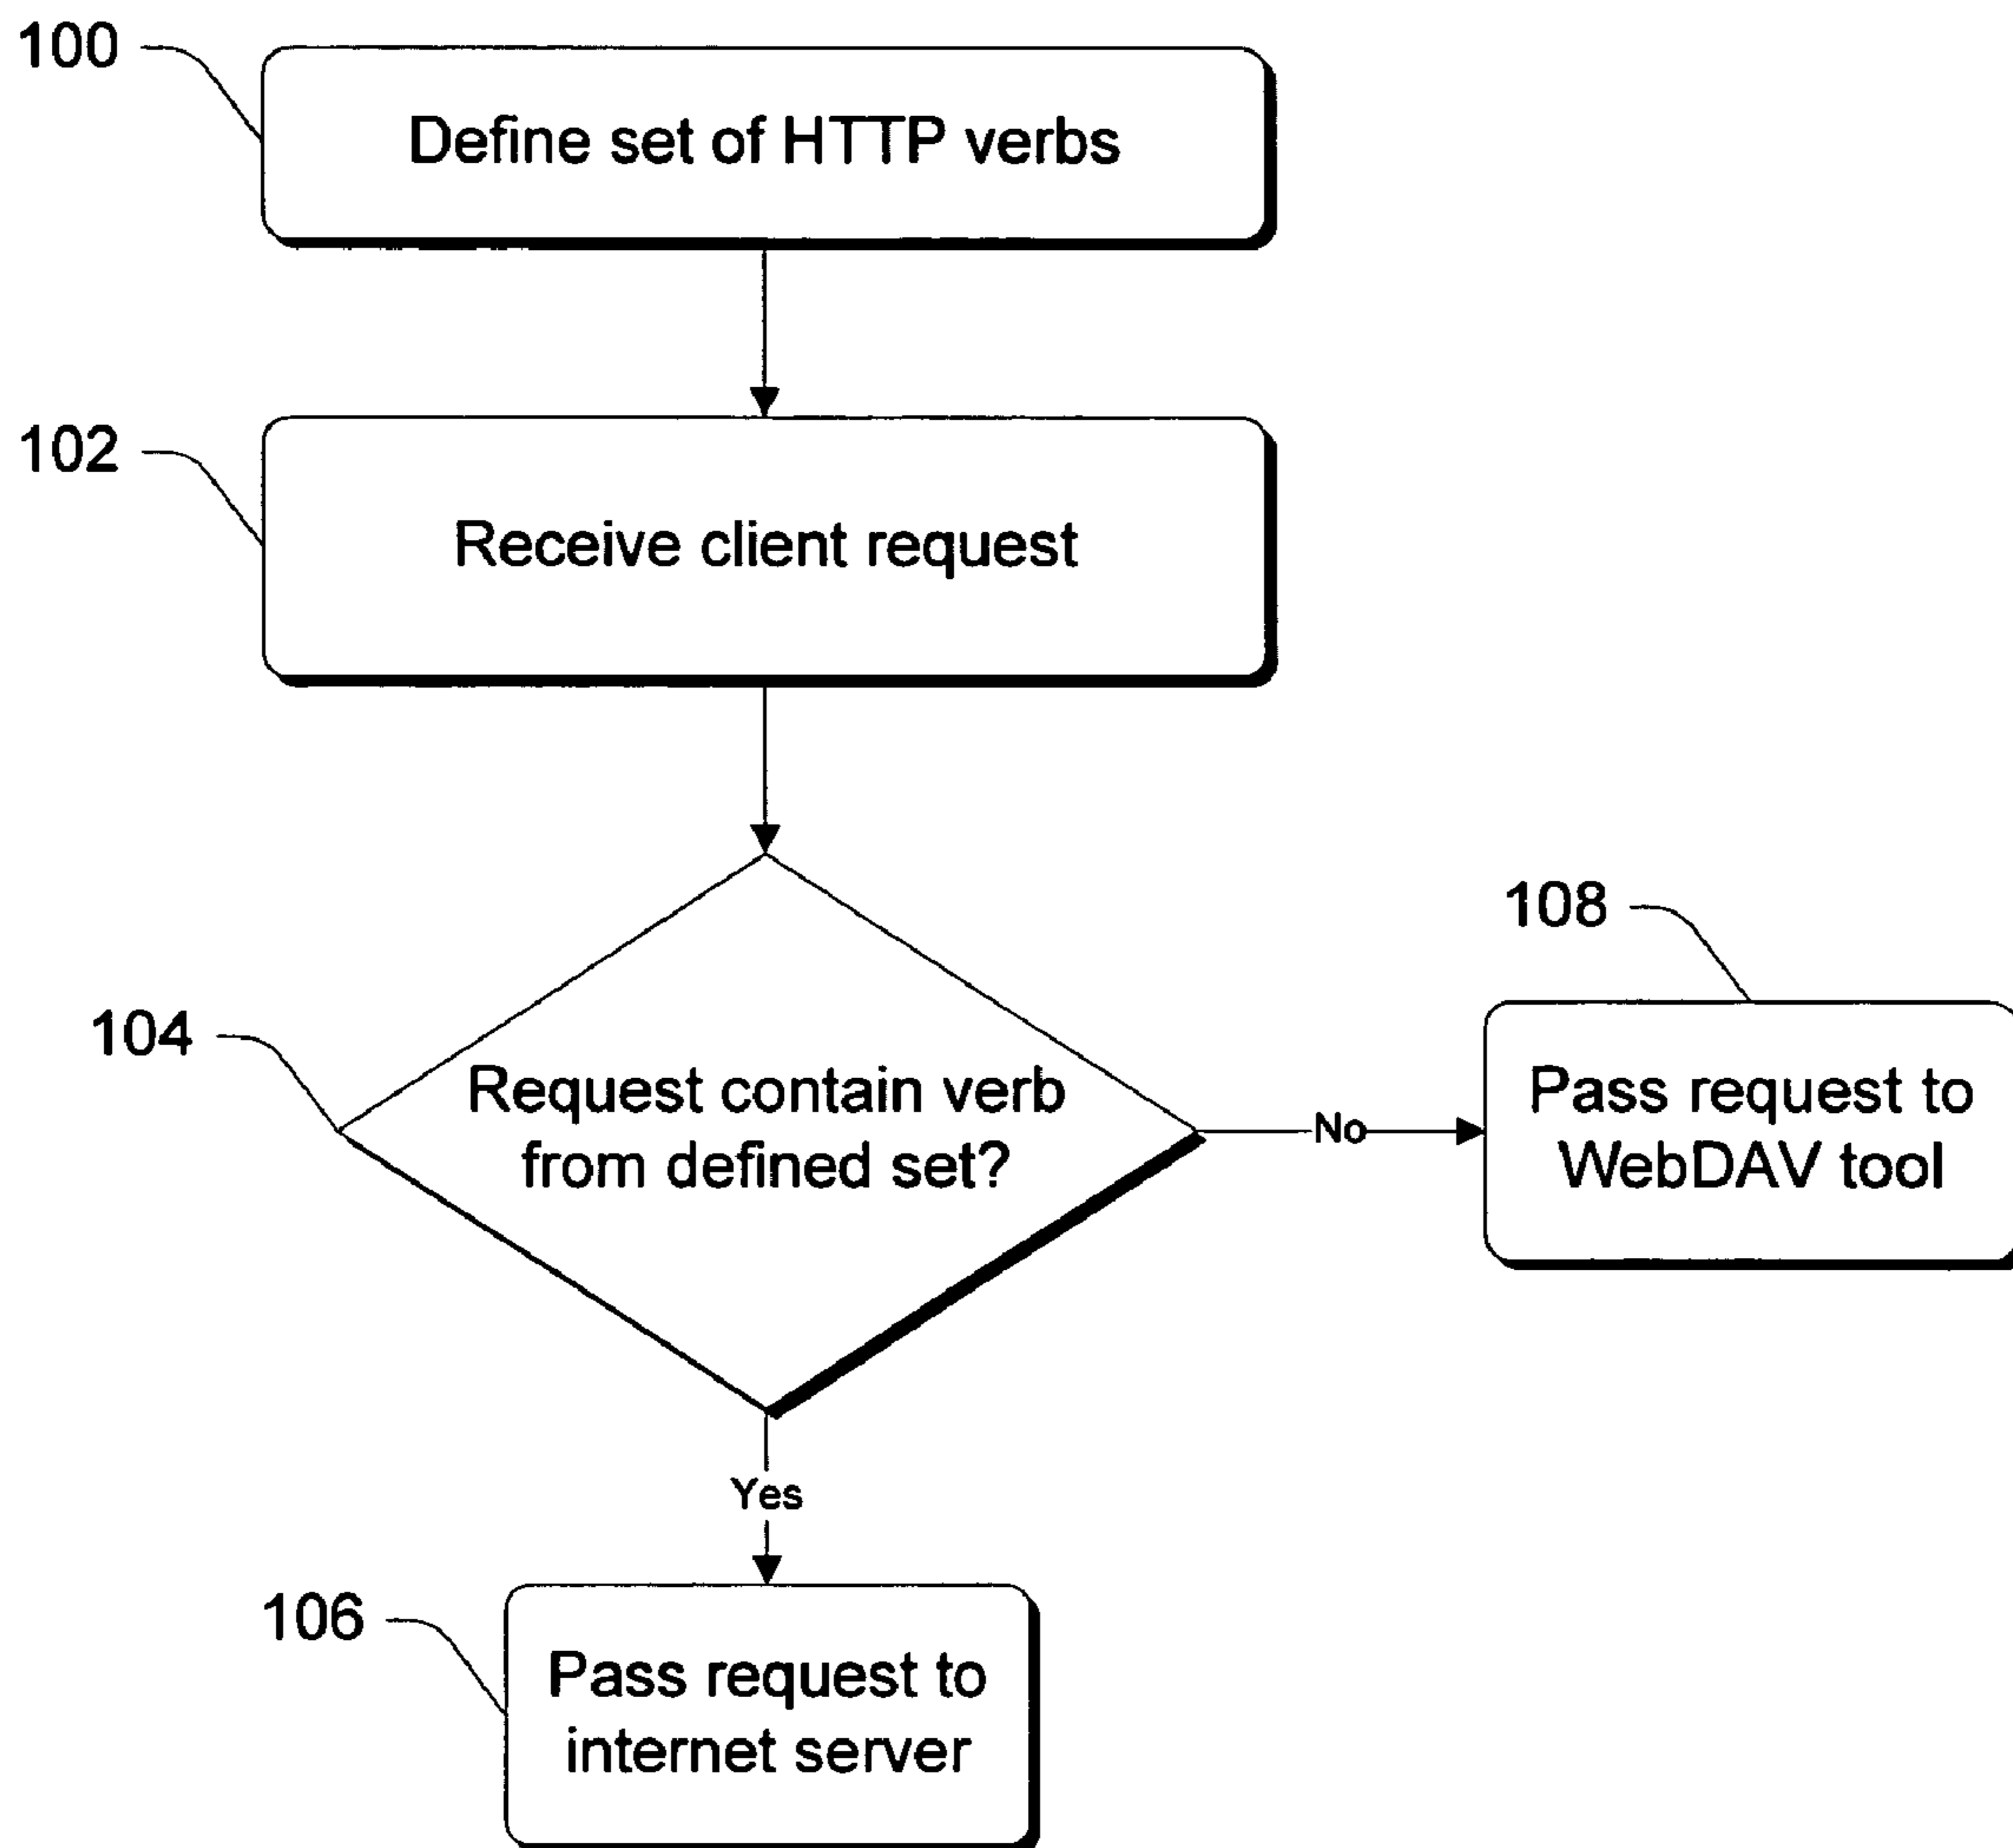 100
Define set of HTTP verbs
102
Receive client request
108
104
Request contain verb
from defined set?
No
Pass request to
WebDAV tool
Yes
106
Pass request to
internet server